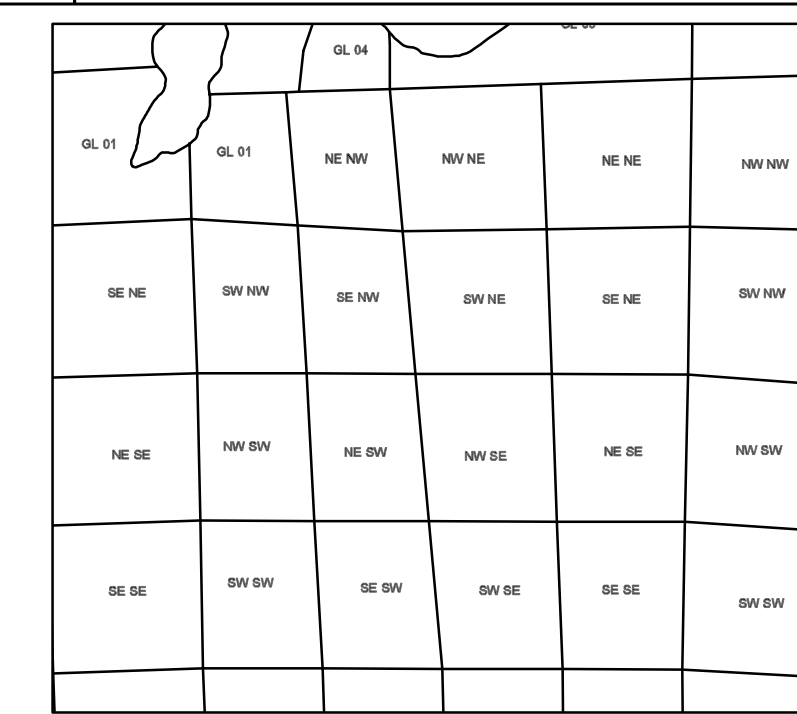 GL 04
GL 01
GL 01
NE NW
NW NE
NE NE
NW NW
SE NE
SW NW
SE NW
SW NE
SE NE
SW NW
NE SE
NW SW
NE SW
NW SE
NE SE
NW SW
SE SE
SW SW
SE SW
SW SE
SE SE
SW SW